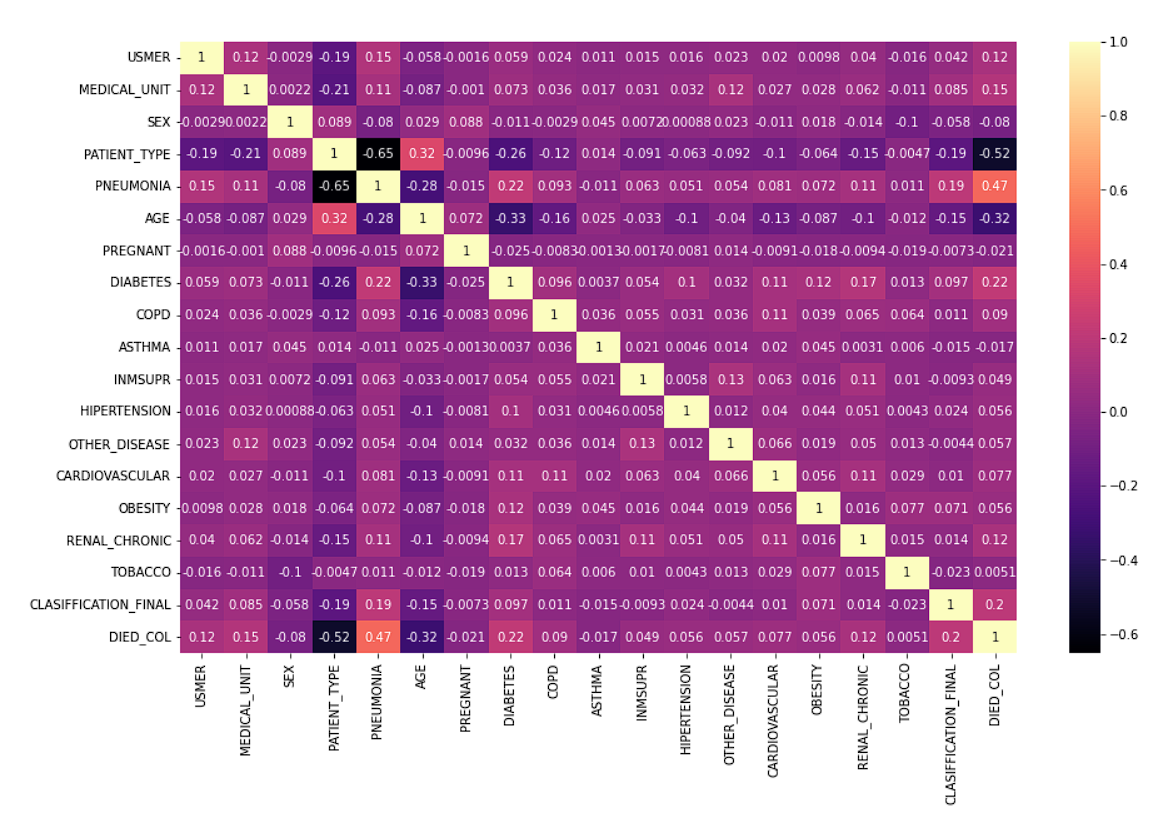 USMER 1 0.12 -0.0029 -0.19 0.15 -0.058 -0.0016 0.059 0.024 0.011 0.015 0.016 0.023 0.02 0.0098 0.04 -0.016 0.042 0.12
MEDICAL_UNIT 0.12 1 0.0022 -0.21 0.11 -0.087 -0.001 0.073 0.036 0.017 0.031 0.032 0.12 0.027 0.028 0.062 -0.011 0.085 0.15
SEX -0.0029 0.0022 1 0.089 -0.08 0.029 0.088 -0.011 -0.0029 0.045 0.0072 0.00088 0.023 -0.011 0.018 -0.014 -0.1 -0.058 -0.08
PATIENT_TYPE -0.19 -0.21 0.089 1 -0.65 0.32 -0.0096 -0.26 -0.12 0.014 -0.091 -0.063 -0.092 -0.1 -0.064 -0.15 -0.0047 -0.19 -0.52
PNEUMONIA 0.15 0.11 -0.08 -0.65 1 -0.28 -0.015 0.22 0.093 -0.011 0.063 0.051 0.054 0.081 0.072 0.11 0.011 0.19 0.47
AGE -0.058 -0.087 0.029 0.32 -0.28 1 0.072 -0.33 -0.16 0.025 -0.033 -0.1 -0.04 -0.13 -0.087 -0.1 -0.012 -0.15 -0.32
PREGNANT -0.0016 -0.001 0.088 -0.0096 -0.015 0.072 1 -0.025 -0.0083 -0.0013 -0.0017 -0.0081 0.014 -0.0091 -0.018 -0.0094 -0.019 -0.0073 -0.021
DIABETES 0.059 0.073 -0.011 -0.26 0.22 -0.33 -0.025 1 0.096 0.0037 0.054 0.1 0.032 0.11 0.12 0.17 0.013 0.097 0.22
COPD 0.024 0.036 -0.0029 -0.12 0.093 -0.16 -0.0083 0.096 1 0.036 0.055 0.031 0.036 0.11 0.039 0.065 0.064 0.011 0.09
ASTHMA 0.011 0.017 0.045 0.014 -0.011 0.025 -0.0013 0.0037 0.036 1 0.021 0.0046 0.014 0.02 0.045 0.0031 0.006 -0.015 -0.017
INMSUPR 0.015 0.031 0.0072 -0.091 0.063 -0.033 -0.0017 0.054 0.055 0.021 1 0.0058 0.13 0.063 0.016 0.11 0.01 -0.0093 0.049
HIPERTENSION 0.016 0.032 0.00088 -0.063 0.051 -0.1 -0.0081 0.1 0.031 0.0046 0.0058 1 0.012 0.04 0.044 0.051 0.0043 0.024 0.056
OTHER_DISEASE 0.023 0.12 0.023 -0.092 0.054 -0.04 0.014 0.032 0.036 0.014 0.13 0.012 1 0.066 0.019 0.05 0.013 -0.0044 0.057
CARDIOVASCULAR 0.02 0.027 -0.011 -0.1 0.081 -0.13 -0.0091 0.11 0.11 0.02 0.063 0.04 0.066 1 0.056 0.11 0.029 0.01 0.077
OBESITY 0.0098 0.028 0.018 -0.064 0.072 -0.087 -0.018 0.12 0.039 0.045 0.016 0.044 0.019 0.056 1 0.016 0.077 0.071 0.056
RENAL_CHRONIC 0.04 0.062 -0.014 -0.15 0.11 -0.1 -0.0094 0.17 0.065 0.0031 0.11 0.051 0.05 0.11 0.016 1 0.015 0.014 0.12
TOBACCO -0.016 -0.011 -0.1 -0.0047 0.011 -0.012 -0.019 0.013 0.064 0.006 0.01 0.0043 0.013 0.029 0.077 0.015 1 -0.023 0.0051
CLASIFFICATION_FINAL 0.042 0.085 -0.058 -0.19 0.19 -0.15 -0.0073 0.097 0.011 -0.015 -0.0093 0.024 -0.0044 0.01 0.071 0.014 -0.023 1 0.2
DIED_COL 0.12 0.15 -0.08 -0.52 0.47 -0.32 -0.021 0.22 0.09 -0.017 0.049 0.056 0.057 0.077 0.056 0.12 0.0051 0.2 1
USMER
MEDICAL_UNIT
SEX
PATIENT_TYPE
PNEUMONIA
AGE
PREGNANT
DIABETES
COPD
ASTHMA
INMSUPR
HIPERTENSION
OTHER_DISEASE
CARDIOVASCULAR
OBESITY
RENAL_CHRONIC
TOBACCO
CLASIFFICATION_FINAL
DIED_COL
1.0
0.8
0.6
0.4
0.2
0.0
−0.2
−0.4
−0.6